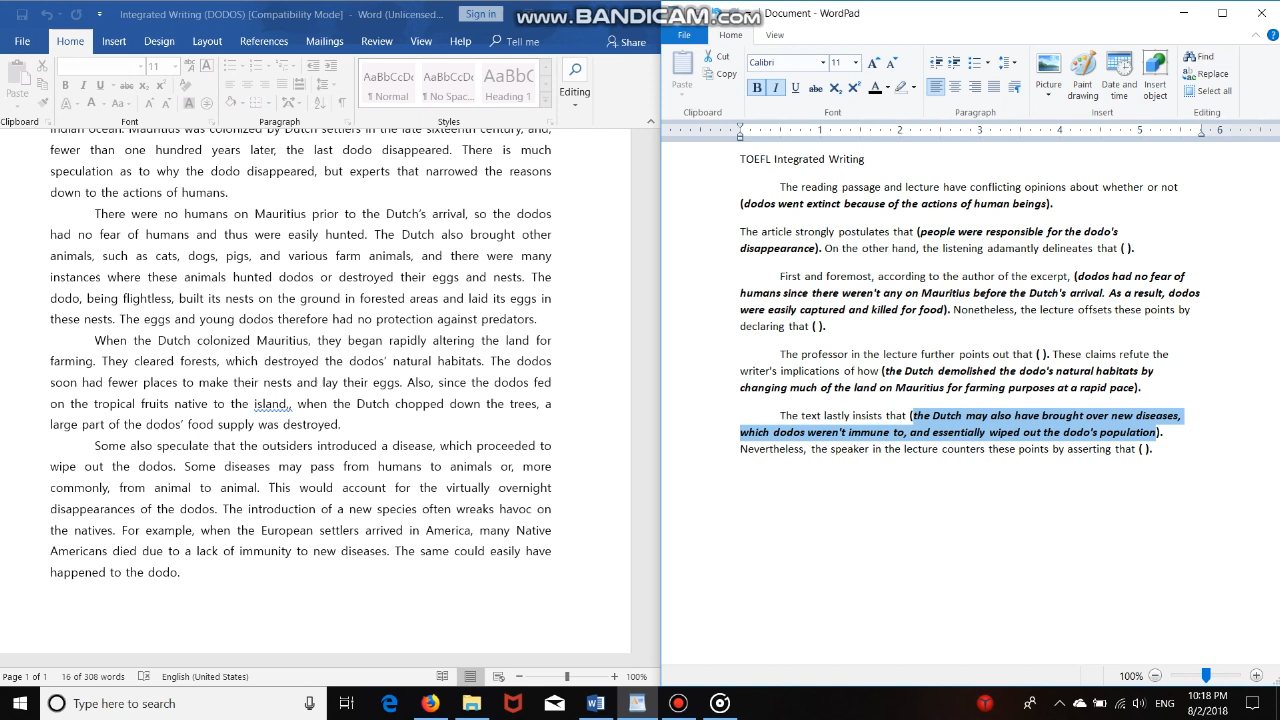 Integrated Writing (DODOS) [Compatibility Mode] - Word (Unlicensed...
Sign in
www.BANDICAM.com
Document - WordPad
File Home Insert Design Layout References Mailings Review View Help Tell me Share
File Home View
Paste
11
AaBbCcDc AaBbCcDc AaBbC
¶ Normal ¶ No Spac... Heading 1
Editing
Clipboard Font Paragraph Styles
Paste
Cut
Copy
Calibri 11
Picture
Paint drawing
Date and time
Insert object
Find
Replace
Select all
Clipboard Font Paragraph Insert Editing
1 2 3 4 5 6
Indian ocean. Mauritius was colonized by Dutch settlers in the late sixteenth century, and,
fewer than one hundred years later, the last dodo disappeared. There is much
speculation as to why the dodo disappeared, but experts that narrowed the reasons
down to the actions of humans.
There were no humans on Mauritius prior to the Dutch's arrival, so the dodos
had no fear of humans and thus were easily hunted. The Dutch also brought other
animals, such as cats, dogs, pigs, and various farm animals, and there were many
instances where these animals hunted dodos or destroyed their eggs and nests. The
dodo, being flightless, built its nests on the ground in forested areas and laid its eggs in
these nests. The eggs and young dodos therefore had no protection against predators.
When the Dutch colonized Mauritius, they began rapidly altering the land for
farming. They cleared forests, which destroyed the dodos' natural habitats. The dodos
soon had fewer places to make their nests and lay their eggs. Also, since the dodos fed
on the tropical fruits native to the island,, when the Dutch chopped down the trees, a
large part of the dodos' food supply was destroyed.
Some also speculate that the outsiders introduced a disease, which proceeded to
wipe out the dodos. Some diseases may pass from humans to animals or, more
commonly, from animal to animal. This would account for the virtually overnight
disappearances of the dodos. The introduction of a new species often wreaks havoc on
the natives. For example, when the European settlers arrived in America, many Native
Americans died due to a lack of immunity to new diseases. The same could easily have
happened to the dodo.
TOEFL Integrated Writing
The reading passage and lecture have conflicting opinions about whether or not
(dodos went extinct because of the actions of human beings).
The article strongly postulates that (people were responsible for the dodo's
disappearance). On the other hand, the listening adamantly delineates that ( ).
First and foremost, according to the author of the excerpt, (dodos had no fear of
humans since there weren't any on Mauritius before the Dutch's arrival. As a result, dodos
were easily captured and killed for food). Nonetheless, the lecture offsets these points by
declaring that ( ).
The professor in the lecture further points out that ( ). These claims refute the
writer's implications of how (the Dutch demolished the dodo's natural habitats by
changing much of the land on Mauritius for farming purposes at a rapid pace).
The text lastly insists that (the Dutch may also have brought over new diseases,
which dodos weren't immune to, and essentially wiped out the dodo's population).
Nevertheless, the speaker in the lecture counters these points by asserting that ( ).
Page 1 of 1 16 of 308 words English (United States) 100%
100%
Type here to search
ENG
10:18 PM
8/2/2018